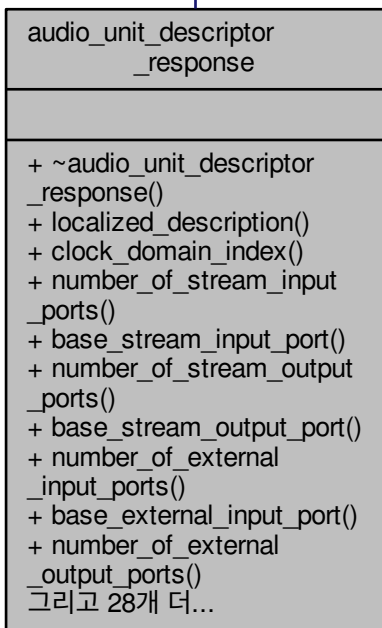 audio_unit_descriptor
_response
+ ~audio_unit_descriptor
_response()
+ localized_description()
+ clock_domain_index()
+ number_of_stream_input
_ports()
+ base_stream_input_port()
+ number_of_stream_output
_ports()
+ base_stream_output_port()
+ number_of_external
_input_ports()
+ base_external_input_port()
+ number_of_external
_output_ports()
그리고 28개 더...